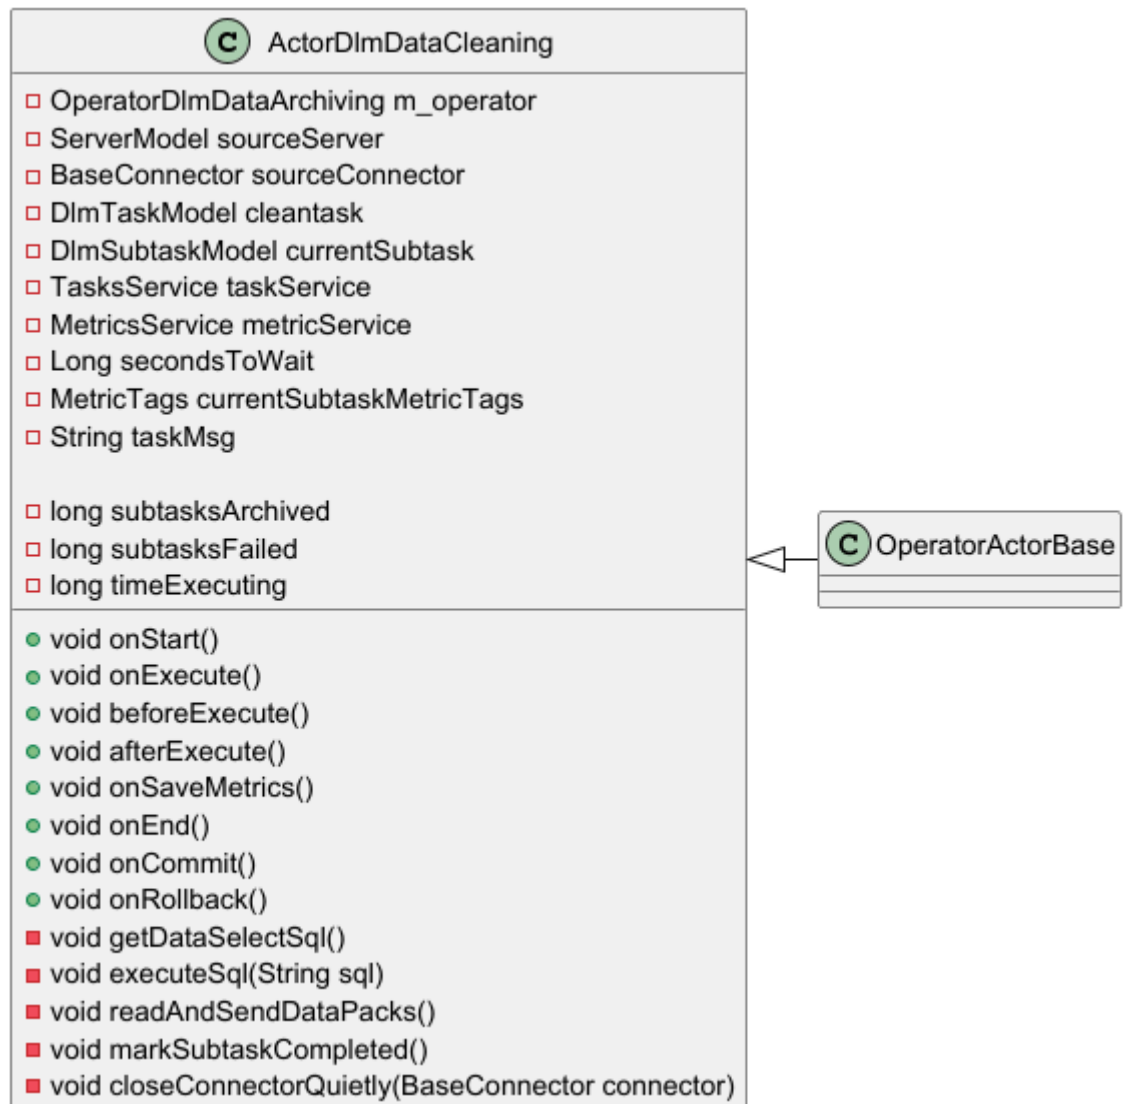 C ActorDlmDataCleaning
OperatorDlmDataArchiving m_operator
ServerModel sourceServer
BaseConnector sourceConnector
DlmTaskModel cleantask
DlmSubtaskModel currentSubtask
TasksService taskService
MetricsService metricService
Long secondsToWait
MetricTags currentSubtaskMetricTags
String taskMsg
long subtasksArchived
long subtasksFailed
long timeExecuting
void onStart()
void onExecute()
void beforeExecute()
void afterExecute()
void onSaveMetrics()
void onEnd()
void onCommit()
void onRollback()
void getDataSelectSql()
void executeSql(String sql)
void readAndSendDataPacks()
void markSubtaskCompleted()
void closeConnectorQuietly(BaseConnector connector)
C OperatorActorBase